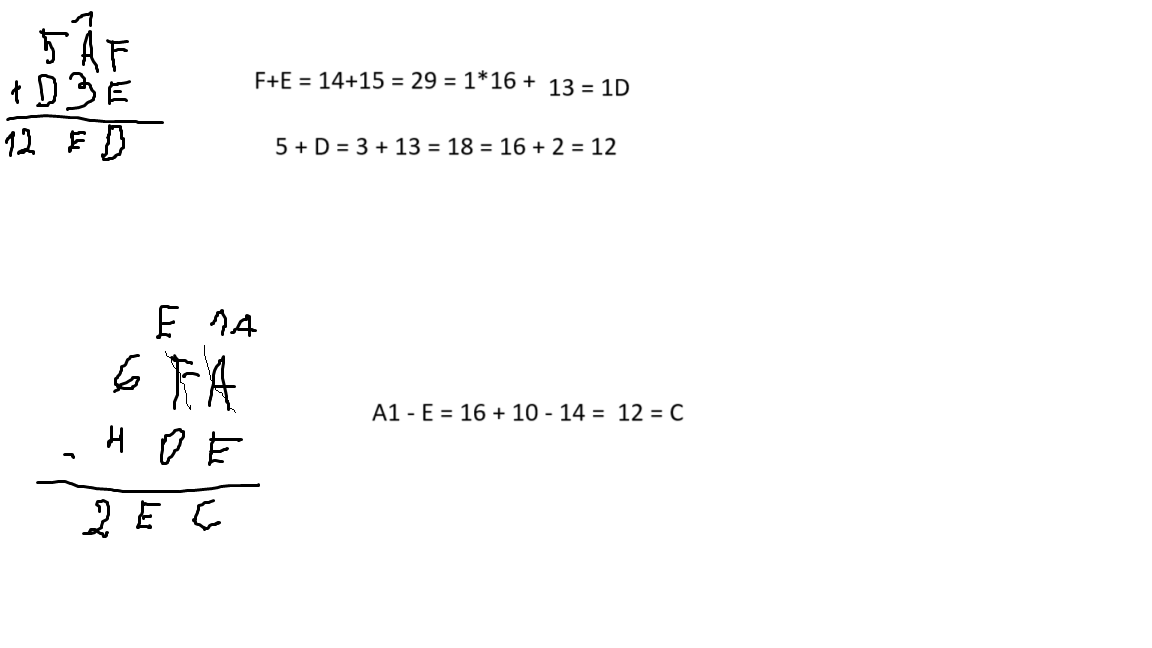 1
5 A F
+ D 3 E
12 E D
F+E = 14+15 = 29 = 1*16 + 13 = 1D
5 + D = 3 + 13 = 18 = 16 + 2 = 12
E 1A
6 F A
- 4 0 E
2 E C
A1 - E = 16 + 10 - 14 = 12 = C